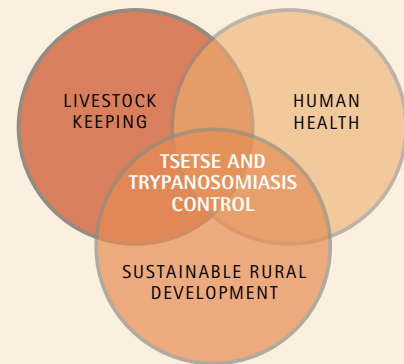 LIVESTOCK
KEEPING
HUMAN
HEALTH
TSETSE AND
TRYPANOSOMIASIS
CONTROL
SUSTAINABLE RURAL
DEVELOPMENT